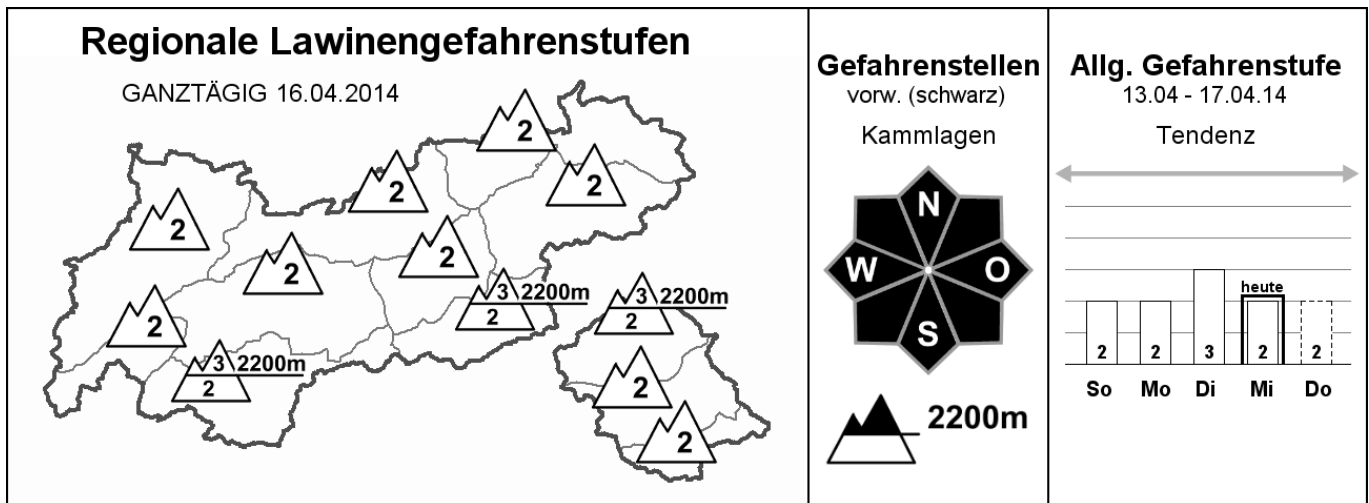 Regionale Lawinengefahrenstufen
GANZTÄGIG 16.04.2014
2
2
2
2
2
2
2
3 2200m
2
3 2200m
2
2
3 2200m
2
2
2
Gefahrenstellen
vorw. (schwarz)
Kammlagen
N
W O
S
2200m
Allg. Gefahrenstufe
13.04 - 17.04.14
Tendenz
heute
2 2 3 2 2
So Mo Di Mi Do